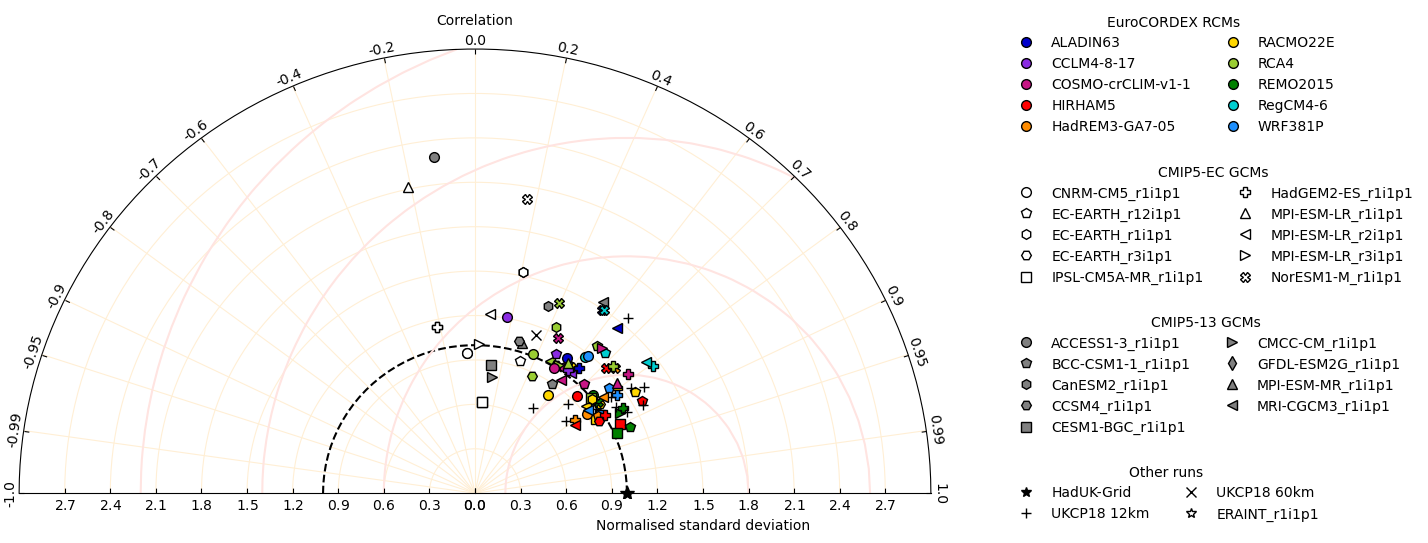 Correlation
-1.0
-0.99
-0.95
-0.9
-0.8
-0.7
-0.6
-0.4
-0.2
0.0
0.2
0.4
0.6
0.7
0.8
0.9
0.95
0.99
1.0
2.7 2.4 2.1 1.8 1.5 1.2 0.9 0.6 0.3 0.0 0.3 0.6 0.9 1.2 1.5 1.8 2.1 2.4 2.7
Normalised standard deviation
EuroCORDEX RCMs
ALADIN63 RACMO22E
CCLM4-8-17 RCA4
COSMO-crCLIM-v1-1 REMO2015
HIRHAM5 RegCM4-6
HadREM3-GA7-05 WRF381P
CMIP5-EC GCMs
CNRM-CM5_r1i1p1 HadGEM2-ES_r1i1p1
EC-EARTH_r12i1p1 MPI-ESM-LR_r1i1p1
EC-EARTH_r1i1p1 MPI-ESM-LR_r2i1p1
EC-EARTH_r3i1p1 MPI-ESM-LR_r3i1p1
IPSL-CM5A-MR_r1i1p1 NorESM1-M_r1i1p1
CMIP5-13 GCMs
ACCESS1-3_r1i1p1 CMCC-CM_r1i1p1
BCC-CSM1-1_r1i1p1 GFDL-ESM2G_r1i1p1
CanESM2_r1i1p1 MPI-ESM-MR_r1i1p1
CCSM4_r1i1p1 MRI-CGCM3_r1i1p1
CESM1-BGC_r1i1p1
Other runs
HadUK-Grid UKCP18 60km
UKCP18 12km ERAINT_r1i1p1